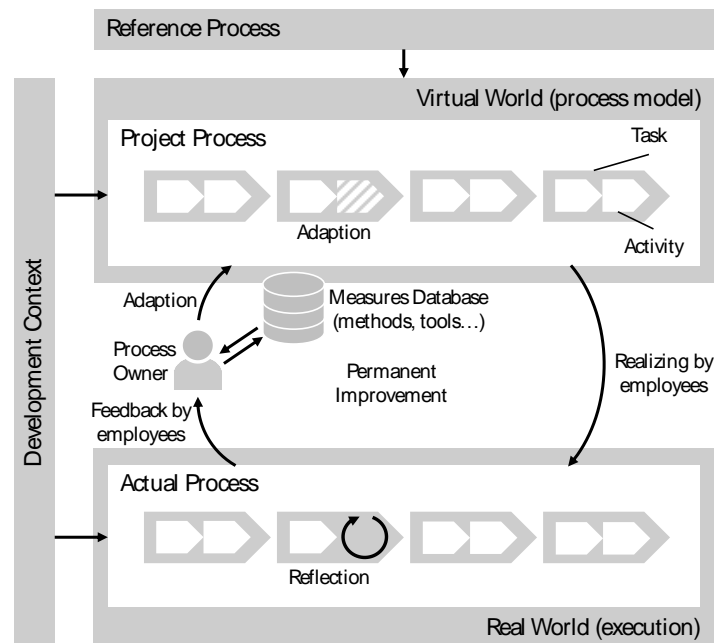 Reference Process
Virtual World (process model)
Project Process
Task
Adaption
Activity
Development Context
Adaption
Measures Database
(methods, tools…)
Process
Owner
Permanent
Improvement
Realizing by
employees
Feedback by
employees
Actual Process
Reflection
Real World (execution)